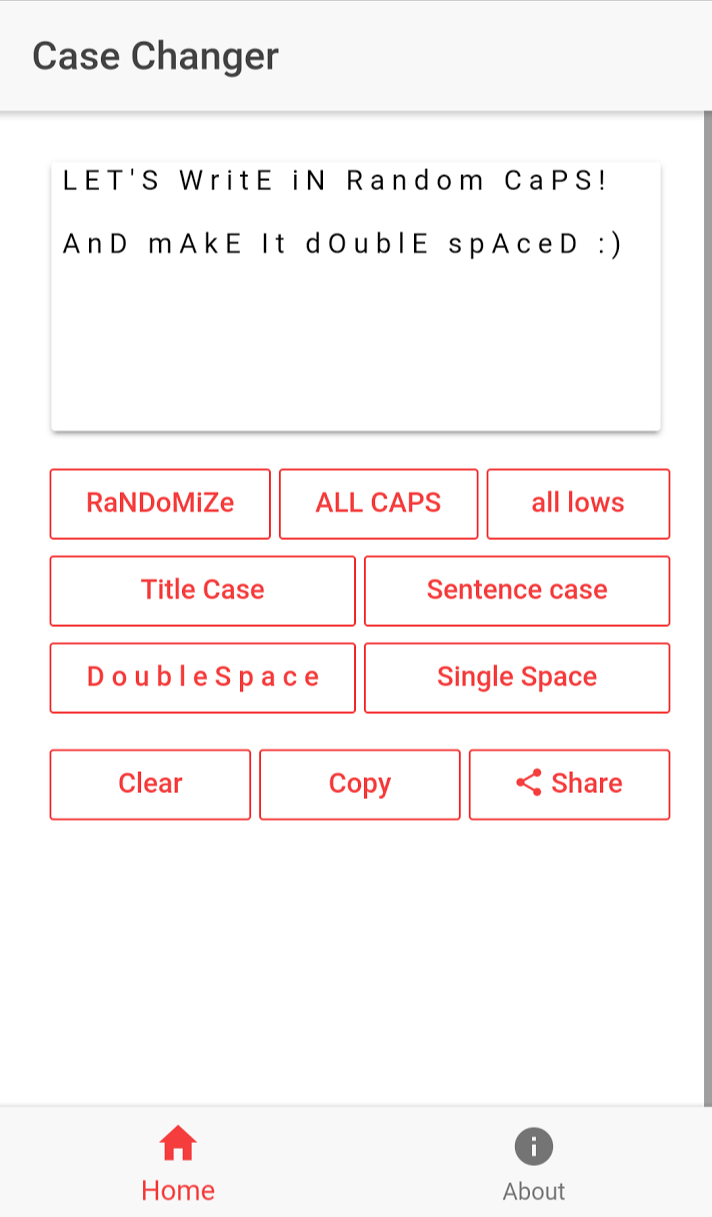 Case Changer
L E T ' S  W r i t E  i N  R a n d o m  C a P S !
A n D  m A k E  I t  d O u b l E  s p A c e D  : )
RaNDoMiZe ALL CAPS all lows
Title Case Sentence case
D o u b l e S p a c e Single Space
Clear Copy Share
Home About